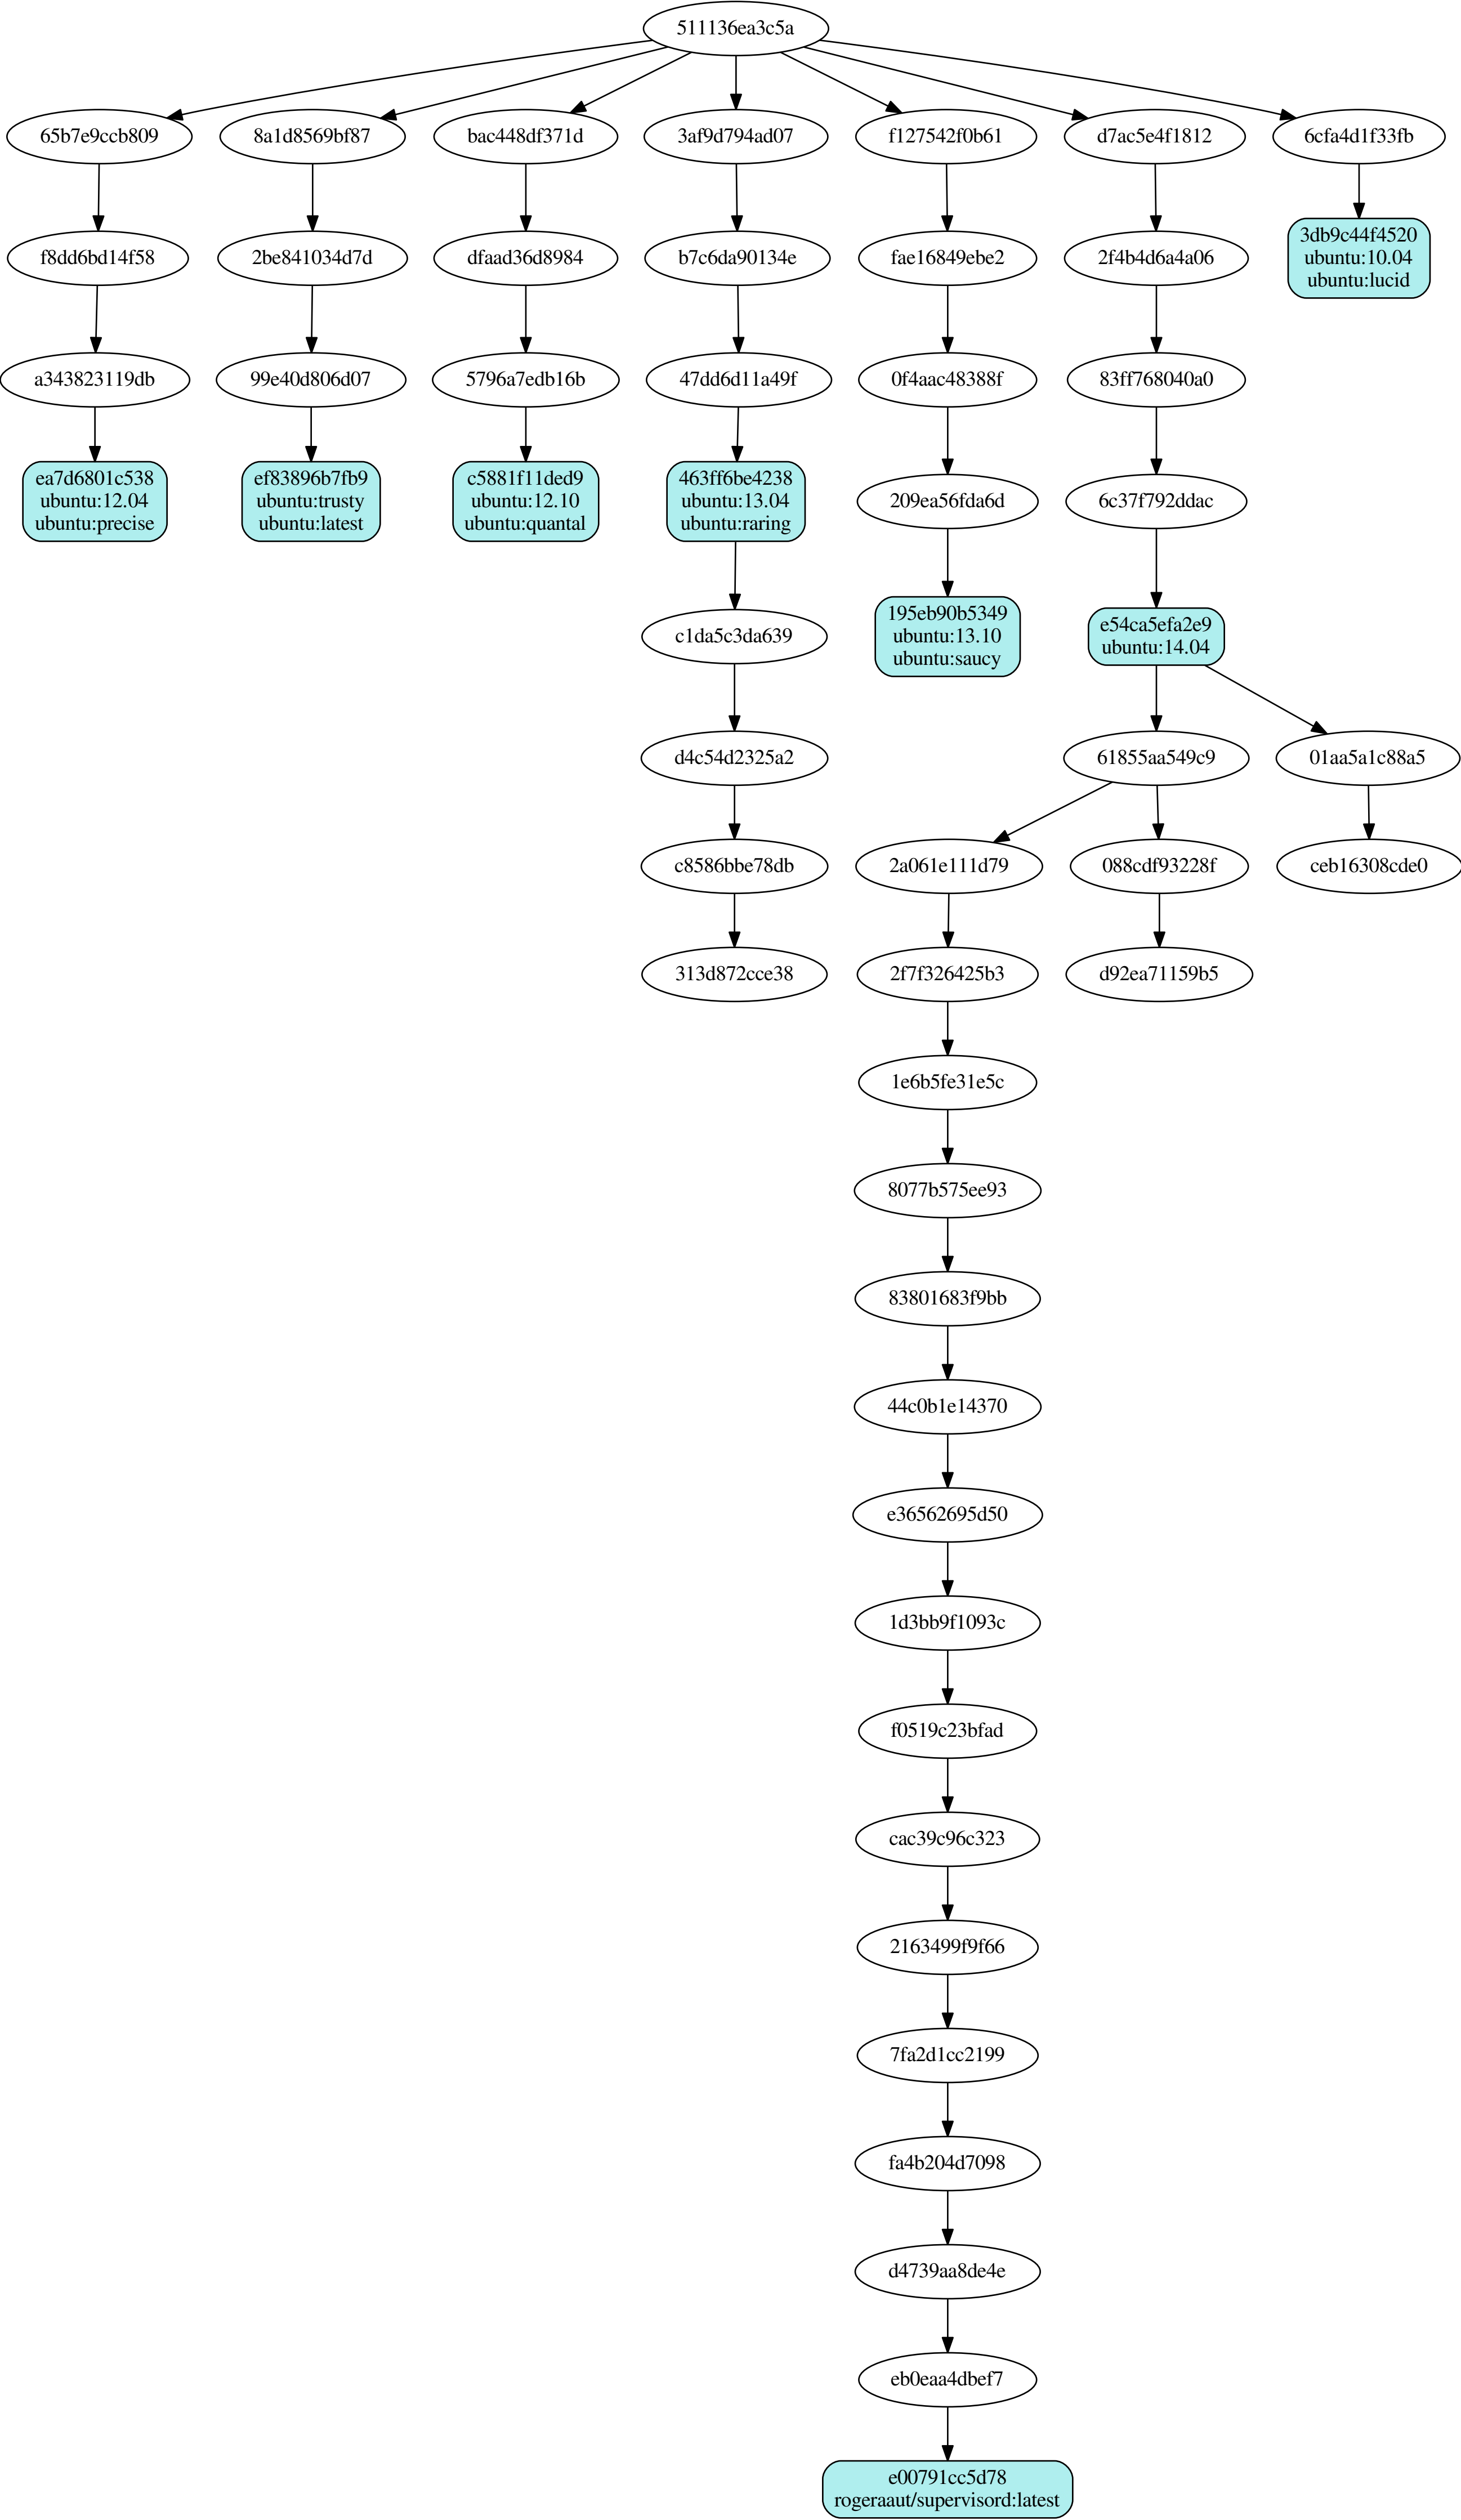 511136ea3c5a
65b7e9ccb809
8a1d8569bf87
bac448df371d
3af9d794ad07
f127542f0b61
d7ac5e4f1812
6cfa4d1f33fb
f8dd6bd14f58
2be841034d7d
dfaad36d8984
b7c6da90134e
fae16849ebe2
2f4b4d6a4a06
3db9c44f4520
ubuntu:10.04
ubuntu:lucid
a343823119db
99e40d806d07
5796a7edb16b
47dd6d11a49f
0f4aac48388f
83ff768040a0
ea7d6801c538
ubuntu:12.04
ubuntu:precise
ef83896b7fb9
ubuntu:trusty
ubuntu:latest
c5881f11ded9
ubuntu:12.10
ubuntu:quantal
463ff6be4238
ubuntu:13.04
ubuntu:raring
209ea56fda6d
6c37f792ddac
c1da5c3da639
195eb90b5349
ubuntu:13.10
ubuntu:saucy
e54ca5efa2e9
ubuntu:14.04
d4c54d2325a2
61855aa549c9
01aa5a1c88a5
c8586bbe78db
2a061e111d79
088cdf93228f
ceb16308cde0
313d872cce38
2f7f326425b3
d92ea71159b5
1e6b5fe31e5c
8077b575ee93
83801683f9bb
44c0b1e14370
e36562695d50
1d3bb9f1093c
f0519c23bfad
cac39c96c323
2163499f9f66
7fa2d1cc2199
fa4b204d7098
d4739aa8de4e
eb0eaa4dbef7
e00791cc5d78
rogeraaut/supervisord:latest